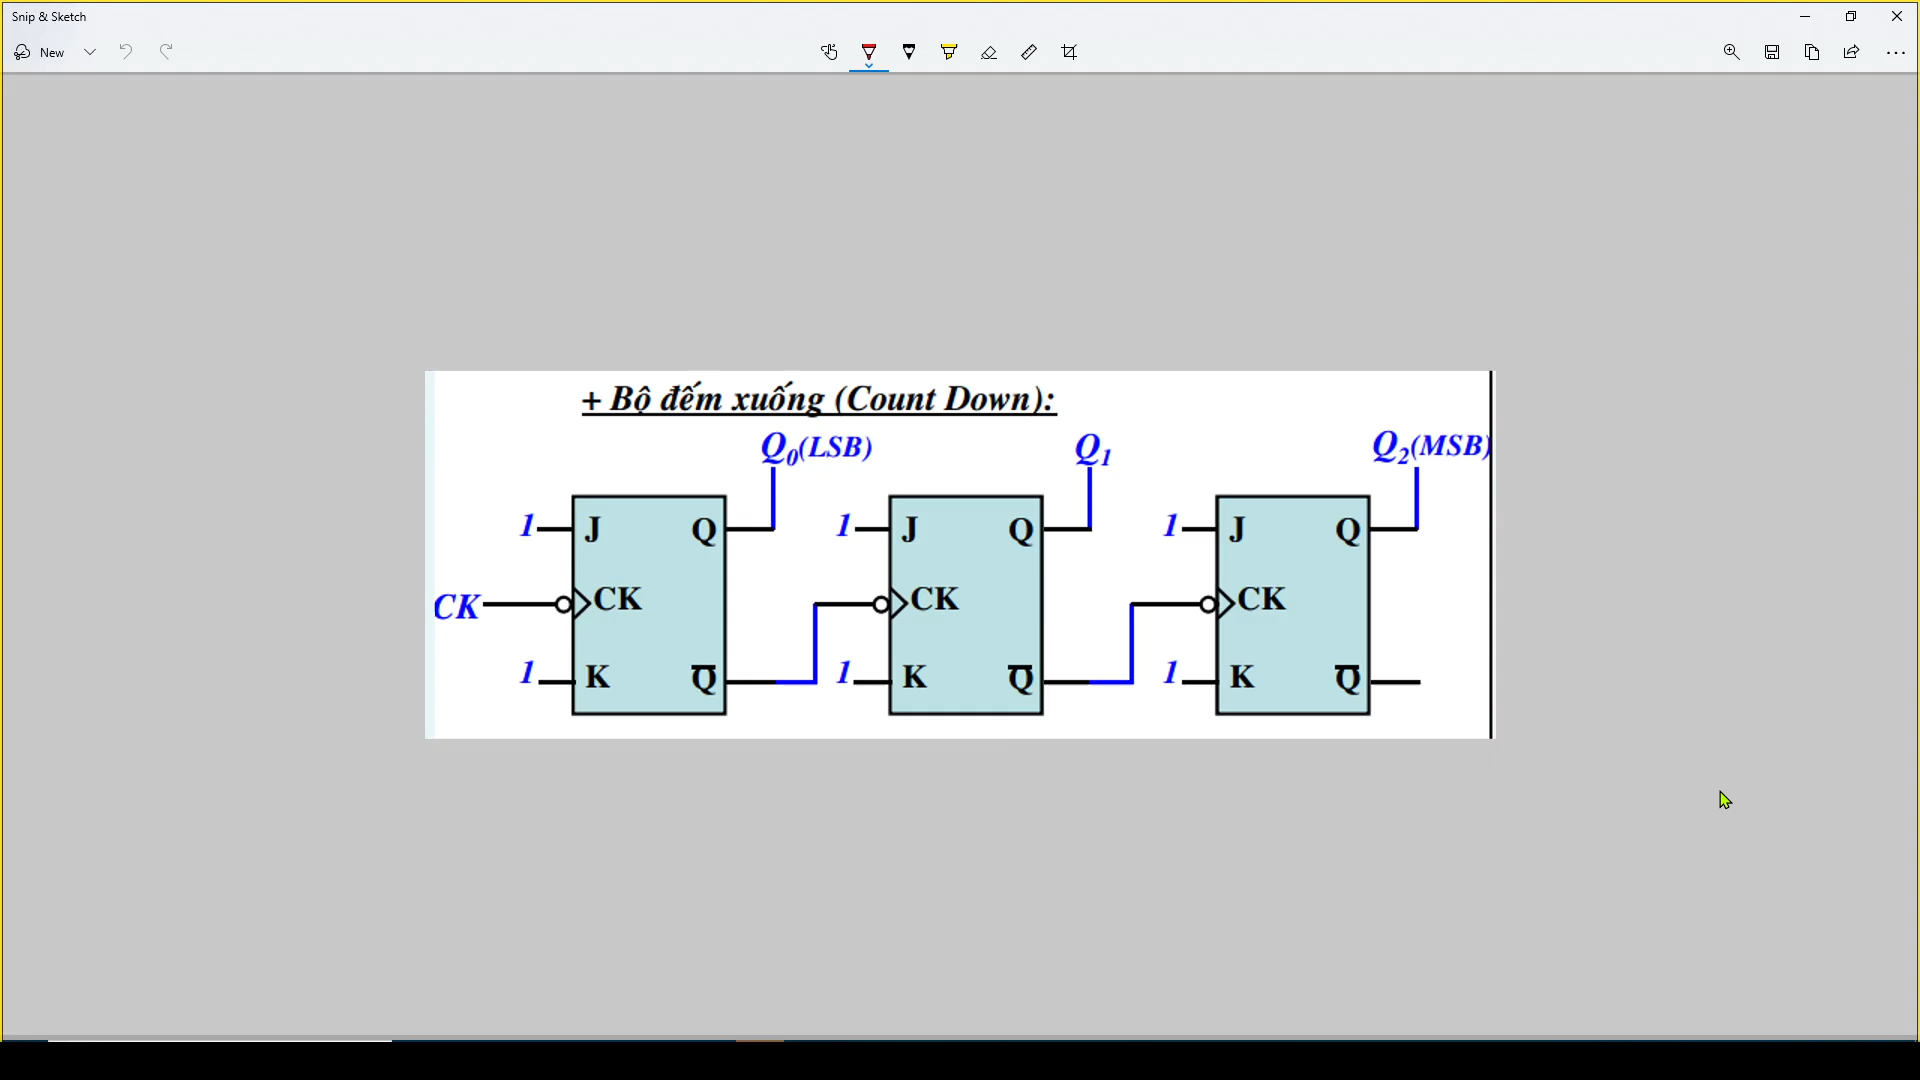 Snip & Sketch
New
+ Bộ đếm xuống (Count Down):
Q0(LSB) Q1 Q2(MSB)
1 J Q 1 J Q 1 J Q
CK CK CK CK
1 K Q̅ 1 K Q̅ 1 K Q̅